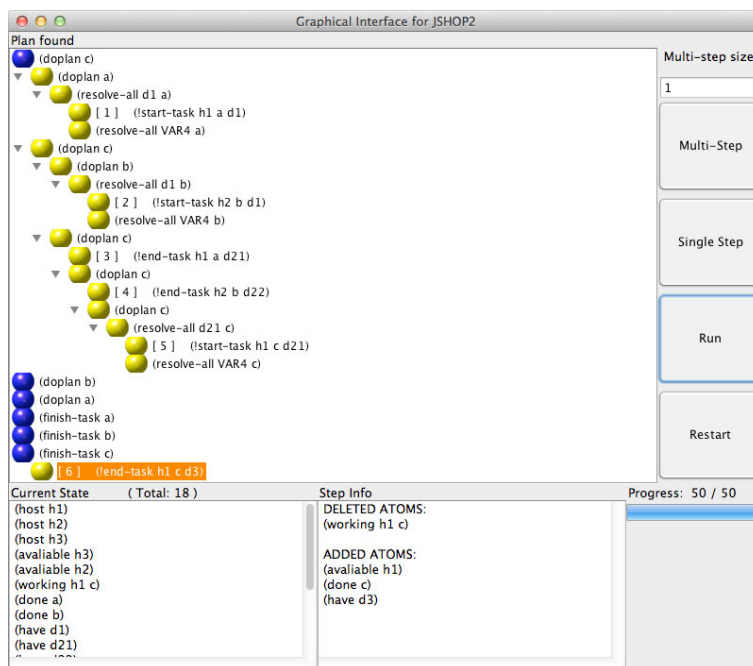 Graphical Interface for JSHOP2
Plan found
(doplan c)
(doplan a)
(resolve-all d1 a)
[ 1 ] (!start-task h1 a d1)
(resolve-all VAR4 a)
(doplan c)
(doplan b)
(resolve-all d1 b)
[ 2 ] (!start-task h2 b d1)
(resolve-all VAR4 b)
(doplan c)
[ 3 ] (!end-task h1 a d21)
(doplan c)
[ 4 ] (!end-task h2 b d22)
(doplan c)
(resolve-all d21 c)
[ 5 ] (!start-task h1 c d21)
(resolve-all VAR4 c)
(doplan b)
(doplan a)
(finish-task a)
(finish-task b)
(finish-task c)
[ 6 ] (!end-task h1 c d3)
Multi-step size
1
Multi-Step
Single Step
Run
Restart
Current State ( Total: 18 )
(host h1)
(host h2)
(host h3)
(avaliable h3)
(avaliable h2)
(working h1 c)
(done a)
(done b)
(have d1)
(have d21)
Step Info
DELETED ATOMS:
(working h1 c)
ADDED ATOMS:
(avaliable h1)
(done c)
(have d3)
Progress: 50 / 50